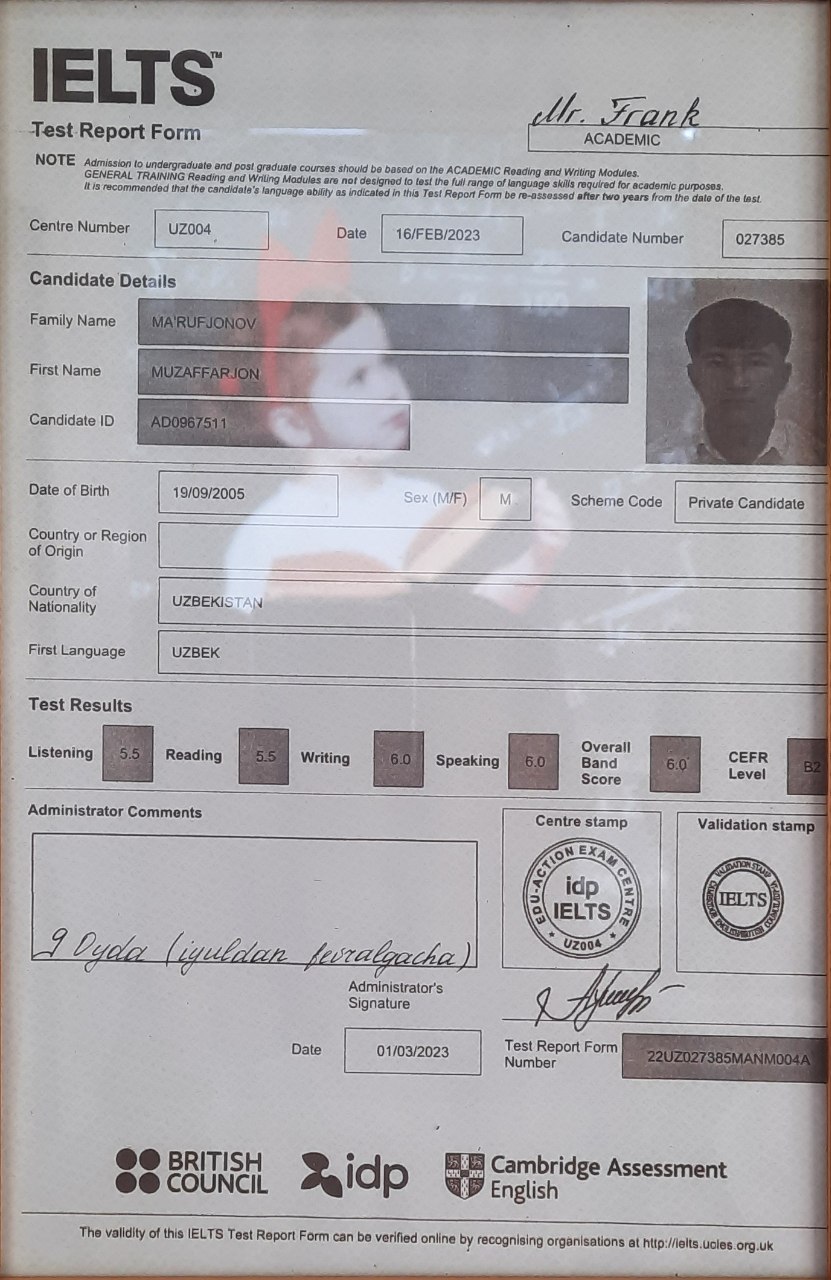 IELTS™
Mr. Frank
Test Report Form
ACADEMIC
NOTE Admission to undergraduate and post graduate courses should be based on the ACADEMIC Reading and Writing Modules.
GENERAL TRAINING Reading and Writing Modules are not designed to test the full range of language skills required for academic purposes.
It is recommended that the candidate's language ability as indicated in this Test Report Form be re-assessed after two years from the date of the test.
Centre Number UZ004 Date 16/FEB/2023 Candidate Number 027385
Candidate Details
Family Name MA'RUFJONOV
First Name MUZAFFARJON
Candidate ID AD0967511
Date of Birth 19/09/2005 Sex (M/F) M Scheme Code Private Candidate
Country or Region
of Origin
Country of
Nationality UZBEKISTAN
First Language UZBEK
Test Results
Listening 5.5 Reading 5.5 Writing 6.0 Speaking 6.0 Overall Band Score 6.0 CEFR Level B2
Administrator Comments
Centre stamp
Validation stamp
EDU-ACTION EXAM CENTRE
idp
IELTS
UZ004
VALIDATION STAMP
IELTS
9 Oyda (iyuldan fevralgacha)
Administrator's
Signature
Date 01/03/2023
Test Report Form
Number 22UZ027385MANM004A
BRITISH
COUNCIL
idp
Cambridge Assessment
English
The validity of this IELTS Test Report Form can be verified online by recognising organisations at http://ielts.ucles.org.uk